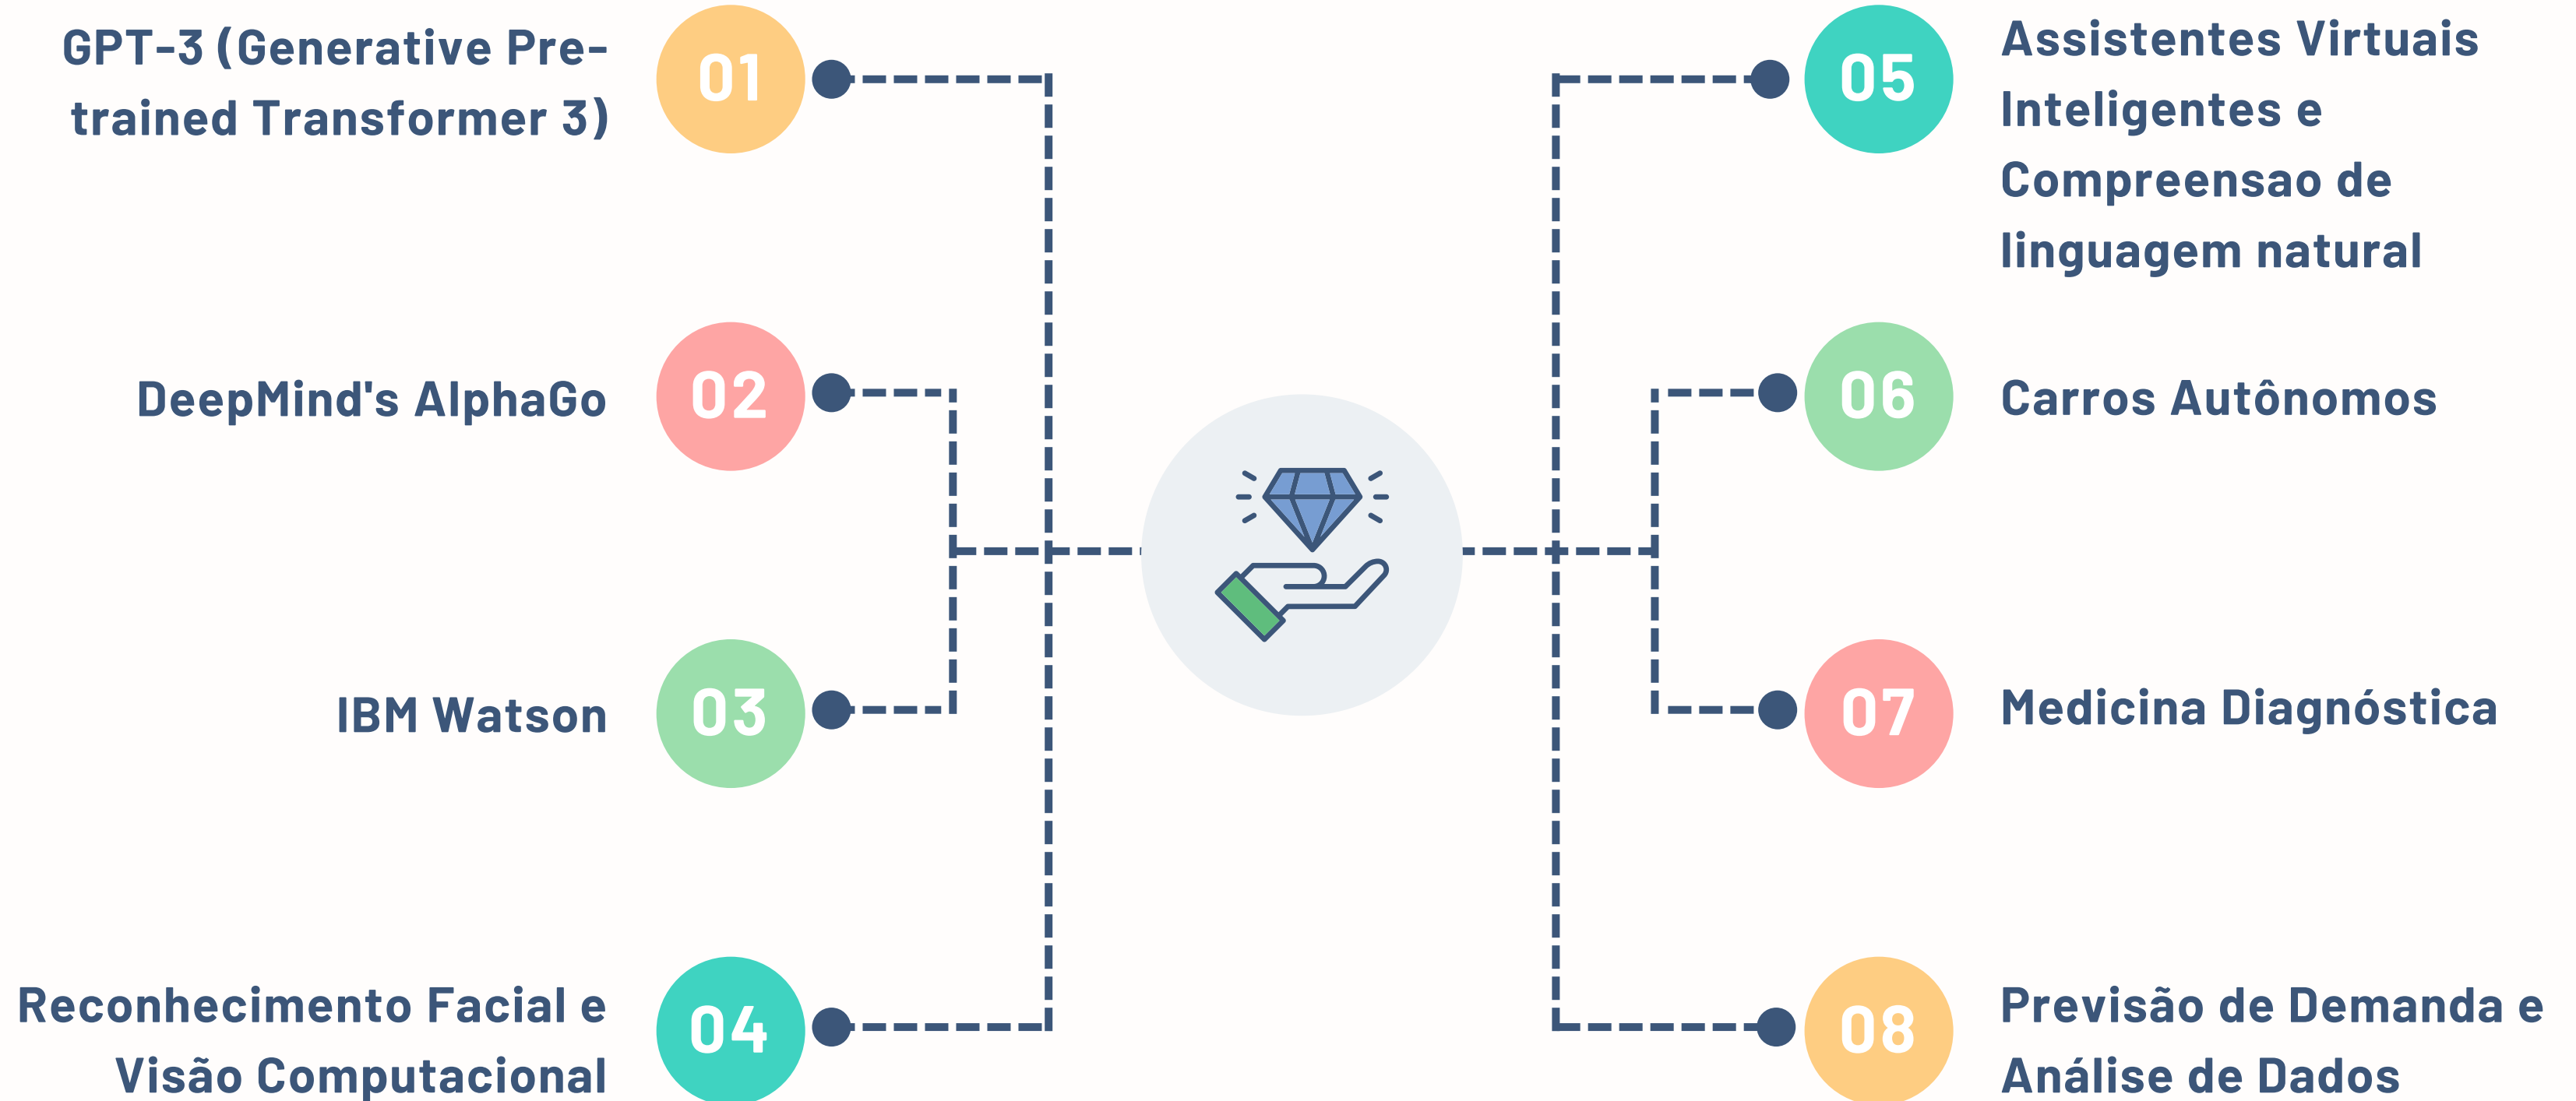 GPT-3 (Generative Pre-
trained Transformer 3)
01
DeepMind's AlphaGo
02
IBM Watson
03
Reconhecimento Facial e
Visão Computacional
04
05
Assistentes Virtuais
Inteligentes e
Compreensao de
linguagem natural
06
Carros Autônomos
07
Medicina Diagnóstica
08
Previsão de Demanda e
Análise de Dados